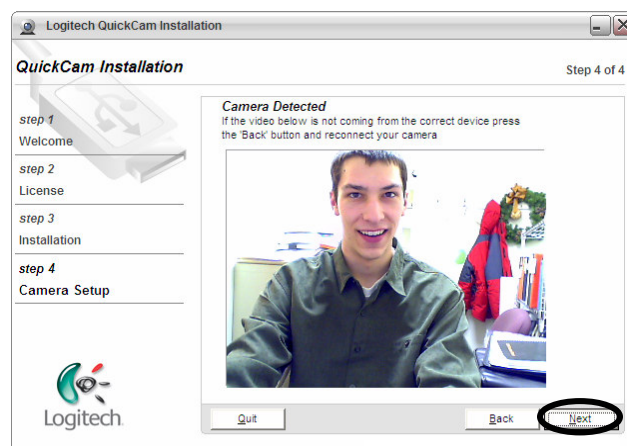 Logitech QuickCam Installation
QuickCam Installation
Step 4 of 4
step 1
Welcome
step 2
License
step 3
Installation
step 4
Camera Setup
Logitech
Camera Detected
If the video below is not coming from the correct device press
the 'Back' button and reconnect your camera
Quit
Back
Next